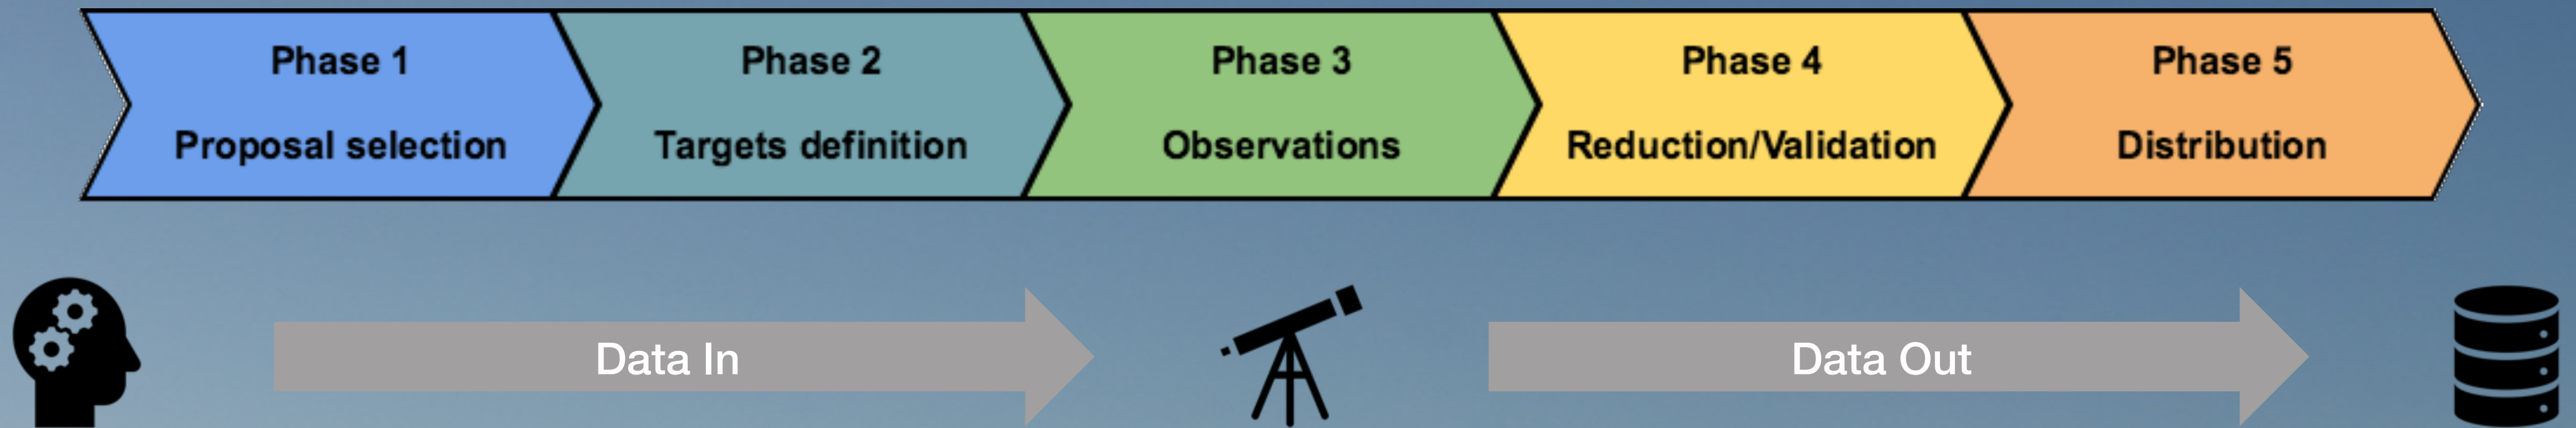 Phase 1
Proposal selection
Phase 2
Targets definition
Phase 3
Observations
Phase 4
Reduction/Validation
Phase 5
Distribution
Data In
Data Out